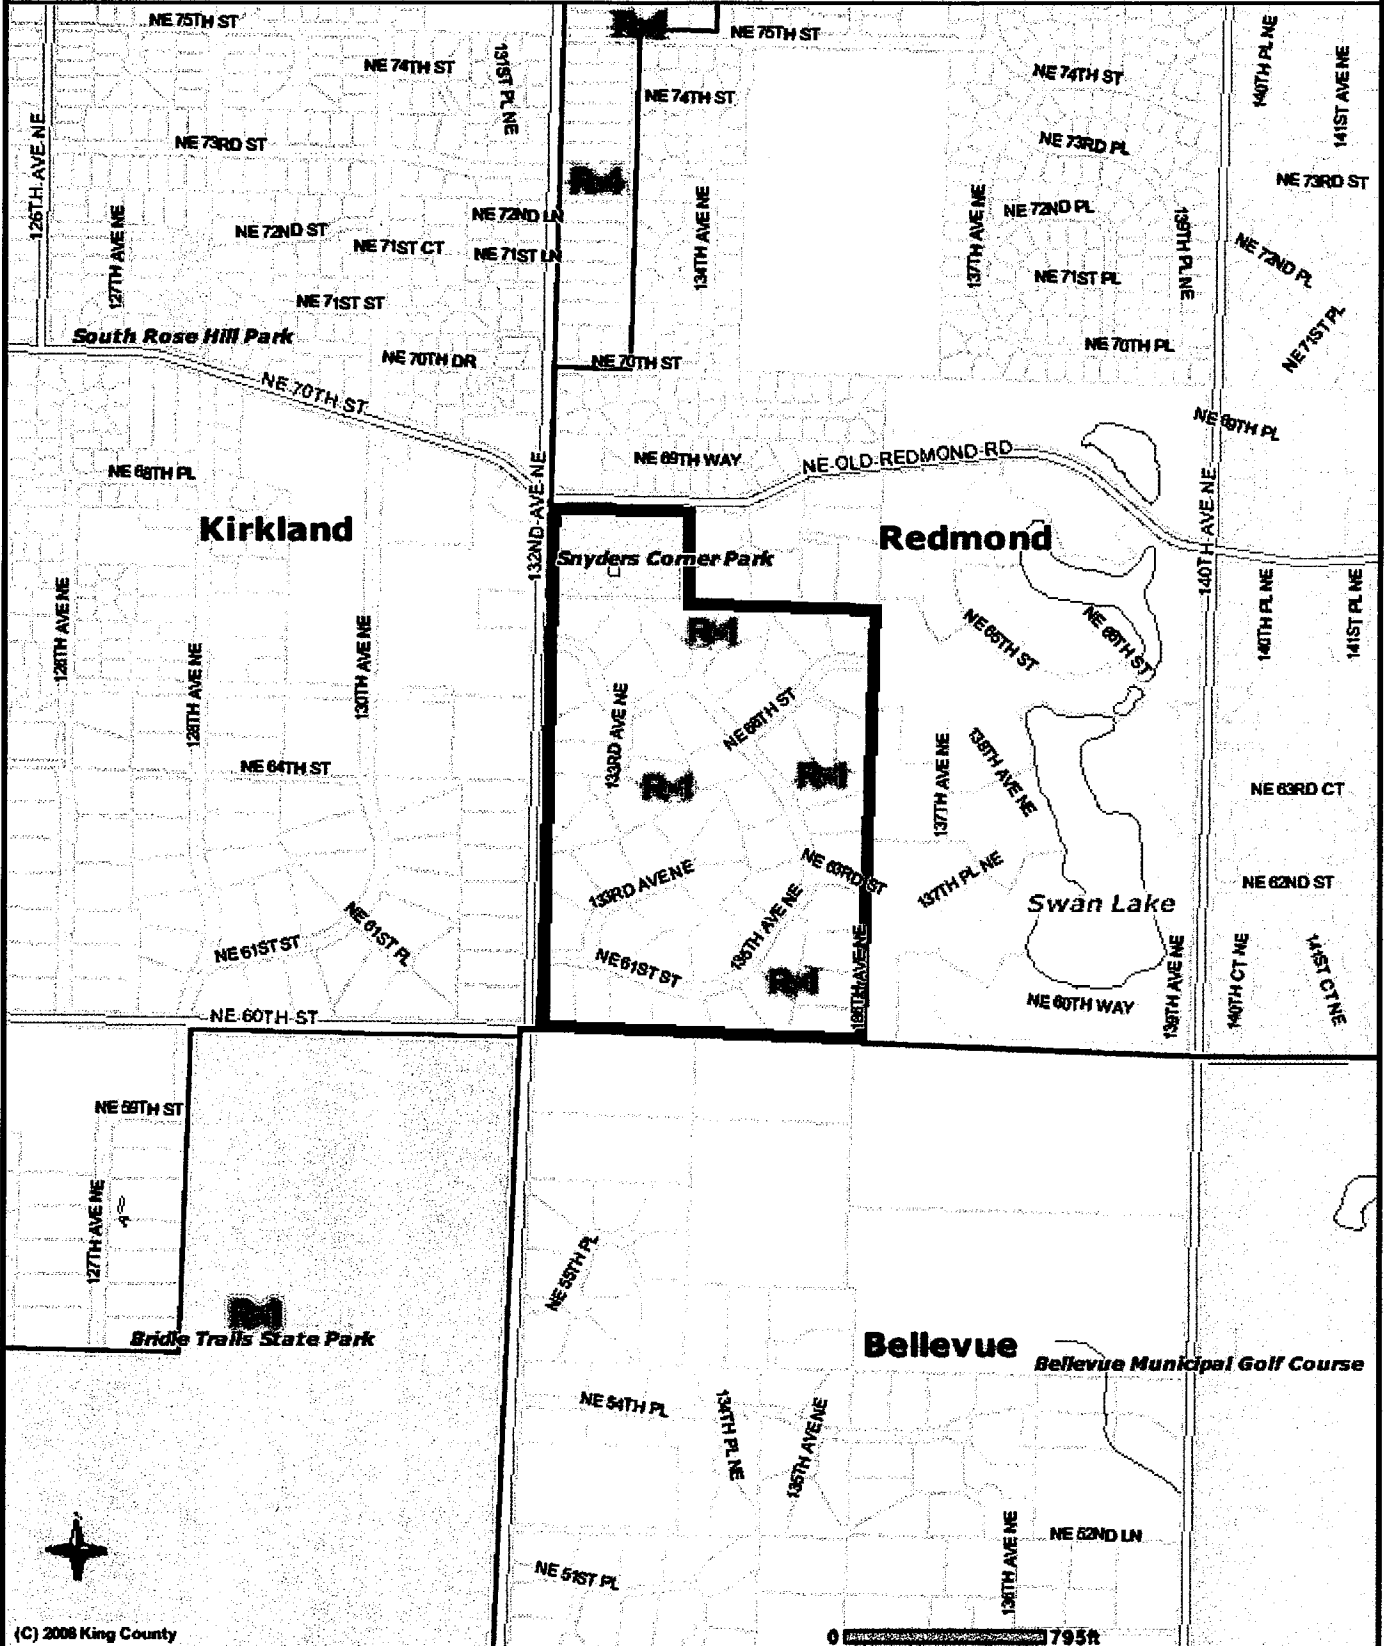 NE 75TH ST
R-4
NE 75TH ST
NE 74TH ST
131ST PL NE
NE 74TH ST
NE 74TH ST
140TH PL NE
141ST AVE NE
126TH AVE NE
NE 73RD ST
R-4
NE 73RD PL
NE 73RD ST
127TH AVE NE
NE 72ND ST
NE 72ND LN
134TH AVE NE
137TH AVE NE
NE 72ND PL
139TH PL NE
NE 72ND PL
NE 71ST CT
NE 71ST LN
NE 71ST PL
NE 71ST ST
NE 71ST PL
South Rose Hill Park
NE 70TH DR
NE 70TH ST
NE 70TH PL
NE 70TH ST
NE 69TH PL
NE 68TH PL
132ND AVE NE
NE 69TH WAY
NE OLD REDMOND RD
140TH AVE NE
Kirkland
Snyders Corner Park
Redmond
126TH AVE NE
128TH AVE NE
130TH AVE NE
R-1
NE 65TH ST
NE 66TH ST
140TH PL NE
141ST PL NE
133RD AVE NE
NE 66TH ST
NE 64TH ST
R-1
R-1
137TH AVE NE
138TH AVE NE
NE 63RD CT
133RD AVE NE
NE 63RD ST
137TH PL NE
NE 62ND ST
Swan Lake
NE 61ST ST
NE 61ST PL
NE 61ST ST
135TH AVE NE
R-1
136TH AVE NE
NE 60TH WAY
139TH AVE NE
140TH CT NE
141ST CT NE
NE 60TH ST
NE 59TH ST
127TH AVE NE
NE 55TH PL
R-1
Bridle Trails State Park
Bellevue
Bellevue Municipal Golf Course
NE 54TH PL
134TH PL NE
135TH AVE NE
136TH AVE NE
NE 52ND LN
NE 51ST PL
(C) 2008 King County
0 795ft